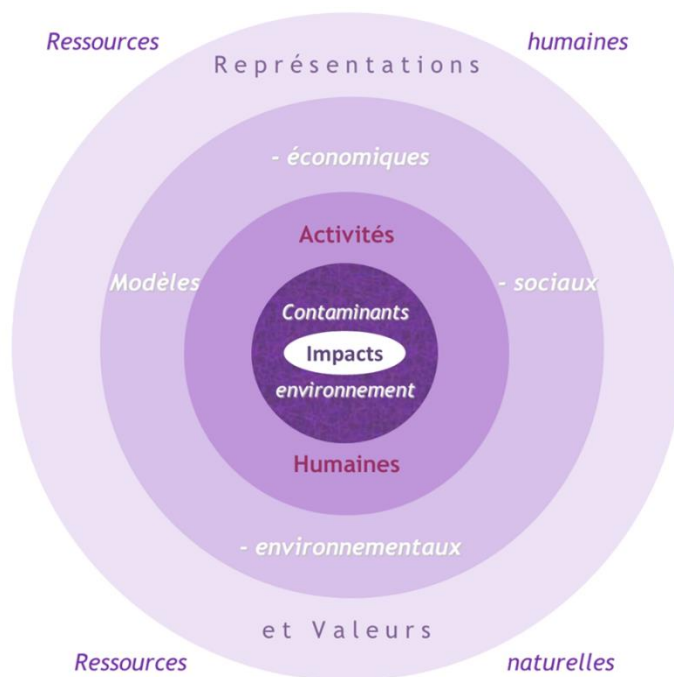 Ressources humaines
Représentations
- économiques
Activités
Modèles - sociaux
Contaminants
Impacts
environnement
Humaines
- environnementaux
et Valeurs
Ressources naturelles